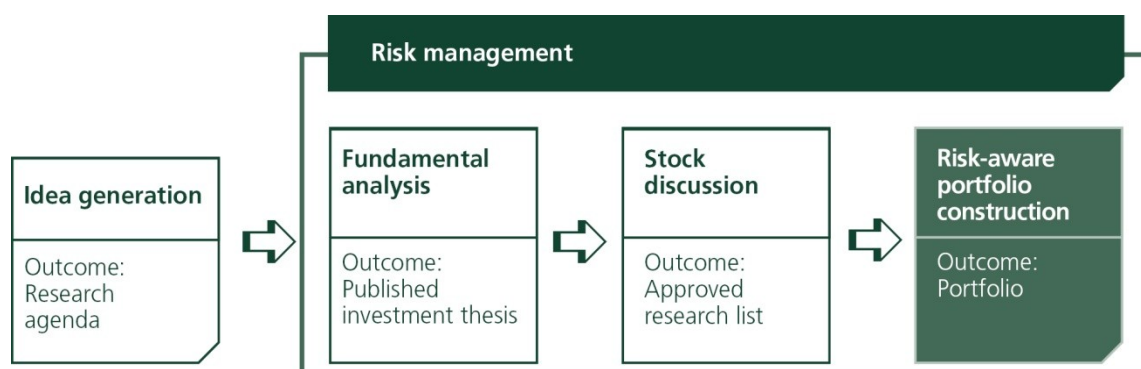 Risk management
Idea generation
Outcome:
Research
agenda
Fundamental
analysis
Outcome:
Published
investment thesis
Stock
discussion
Outcome:
Approved
research list
Risk-aware
portfolio
construction
Outcome:
Portfolio